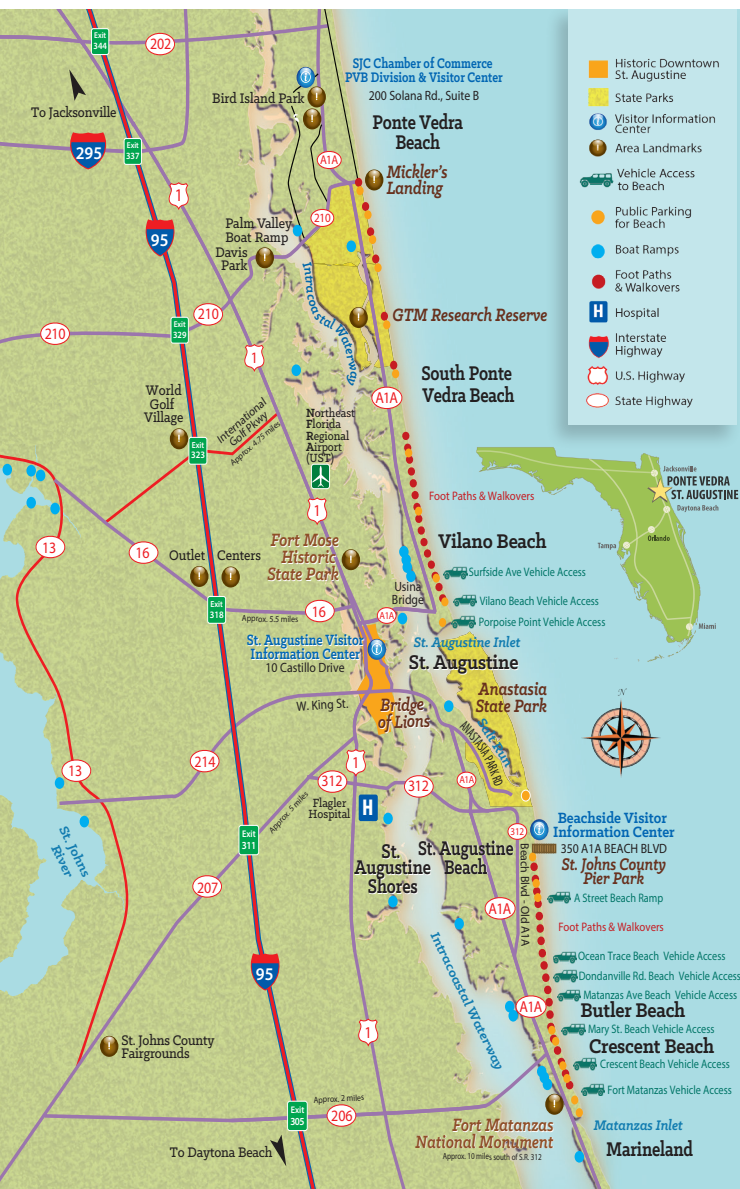 Exit
344
202
SJC Chamber of Commerce
PVB Division & Visitor Center
200 Solana Rd., Suite B
Bird Island Park
To Jacksonville
Ponte Vedra
Beach
295
Exit
337
A1A
Mickler's
Landing
1
210
Palm Valley
Boat Ramp
95
Davis
Park
Intracoastal Waterway
210
210
Exit
329
GTM Research Reserve
1
South Ponte
Vedra Beach
A1A
World
Golf
Village
International
Golf Pkwy
Approx. 4.75 miles
Northeast
Florida
Regional
Airport
(UST)
Exit
323
1
Foot Paths & Walkovers
13
16
Fort Mose
Historic
State Park
Vilano Beach
Outlet Centers
Surfside Ave Vehicle Access
Usina
Bridge
Vilano Beach Vehicle Access
Exit
318
Approx. 5.5 miles
16
A1A
Porpoise Point Vehicle Access
St. Augustine Visitor
Information Center
10 Castillo Drive
St. Augustine Inlet
St. Augustine
Anastasia
State Park
W. King St.
Bridge
of Lions
Salt Run
ANASTASIA PARK RD
214
13
1
312
312
A1A
Approx. 5 miles
Flagler
Hospital
H
St. Johns
River
Exit
311
312
Beachside Visitor
Information Center
350 A1A BEACH BLVD
St. Johns County
Pier Park
St.
Augustine
Shores
St. Augustine
Beach
Beach Blvd - Old A1A
207
A Street Beach Ramp
A1A
Foot Paths & Walkovers
Intracoastal Waterway
95
Ocean Trace Beach Vehicle Access
Dondanville Rd. Beach Vehicle Access
Matanzas Ave Beach Vehicle Access
A1A
Butler Beach
1
Mary St. Beach Vehicle Access
St. Johns County
Fairgrounds
Crescent Beach
Crescent Beach Vehicle Access
Fort Matanzas Vehicle Access
Exit
305
Approx. 2 miles
206
Fort Matanzas
National Monument
Approx. 10 miles south of S.R. 312
Matanzas Inlet
To Daytona Beach
Marineland
Historic Downtown
St. Augustine
State Parks
Visitor Information
Center
Area Landmarks
Vehicle Access
to Beach
Public Parking
for Beach
Boat Ramps
Foot Paths
& Walkovers
H
Hospital
Interstate
Highway
U.S. Highway
State Highway
Jacksonville
PONTE VEDRA
ST. AUGUSTINE
Daytona Beach
Orlando
Tampa
Miami
N